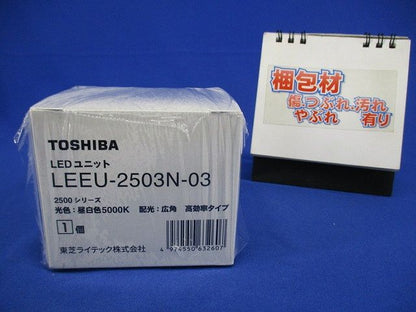 TOSHIBA
LEDユニット
LEEU-2503N-03
2500 シリーズ
光色：昼白色5000K 配光：広角 高効率タイプ
1個
東芝ライテック株式会社
4 974550 632607
梱包材
傷つぶれ汚れ
やぶれ 有り